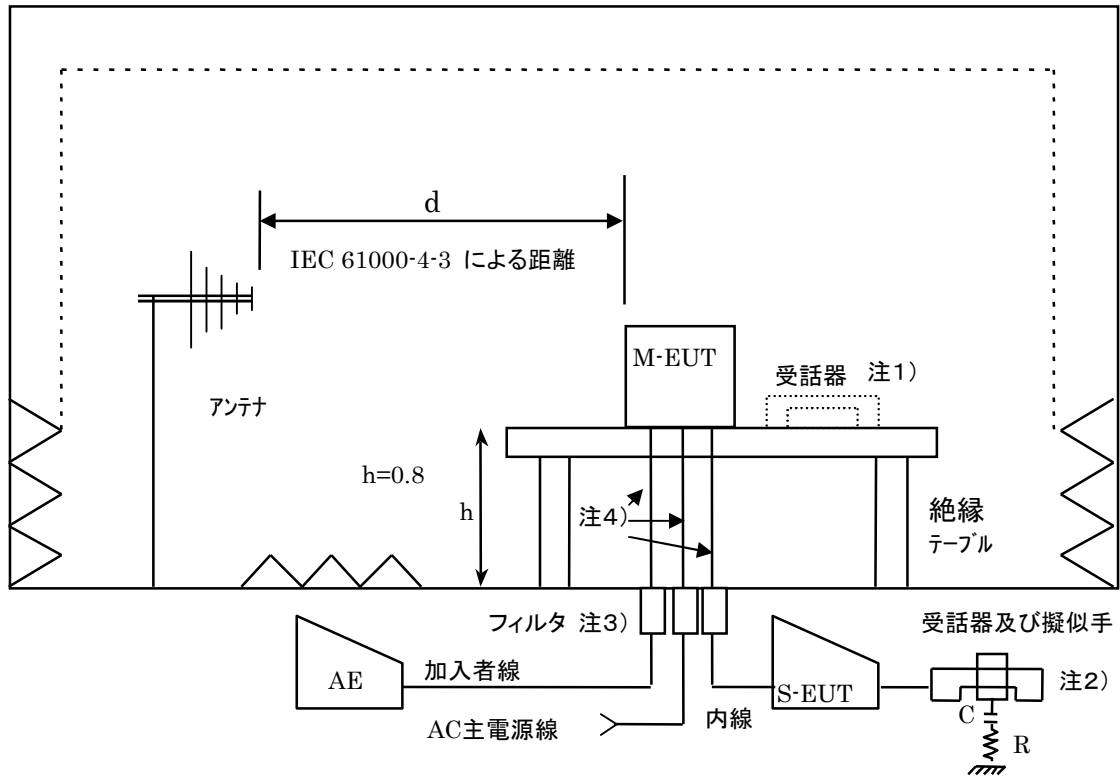 d
IEC 61000-4-3 による距離
M-EUT
受話器 注1)
アンテナ
h=0.8
h
注4)
絶縁
テーブル
フィルタ 注3)
受話器及び擬似手
AE
加入者線
S-EUT
注2)
AC主電源線
内線
C
R